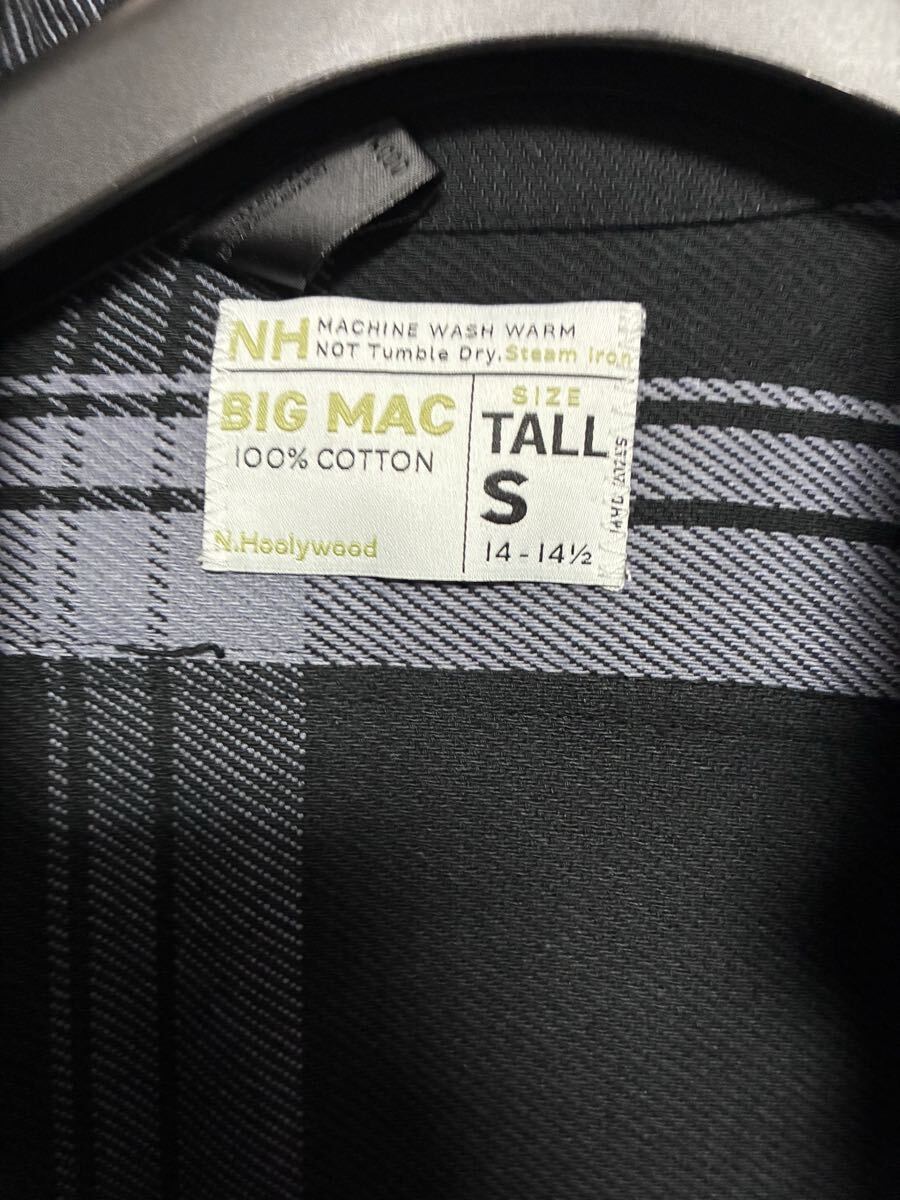 NH MACHINE WASH WARM
NOT Tumble Dry. Steam Iron
BIG MAC
100% COTTON
N.Hoolywood
SIZE
TALL
S
14-14½